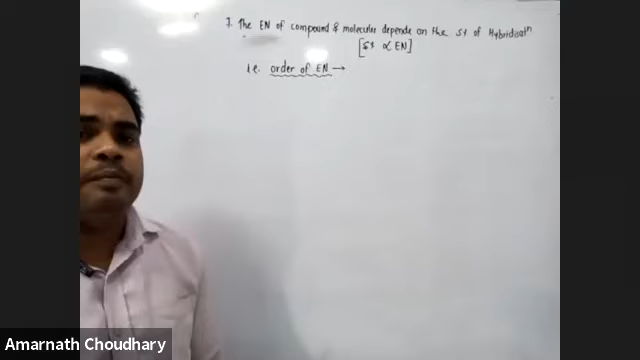 7. The EN of compound & molecules depends on the s% of Hybridisatⁿ
[s% ∝ EN]
i.e. order of EN →
Amarnath Choudhary